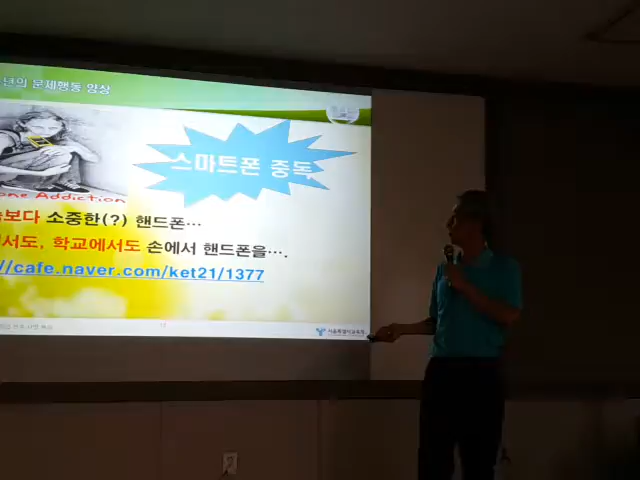 년의 문제행동 양상
스마트폰 중독
one Addiction
보다 소중한(?) 핸드폰…
서도, 학교에서도 손에서 핸드폰을….
//cafe.naver.com/ket21/1377
서울특별시교육청